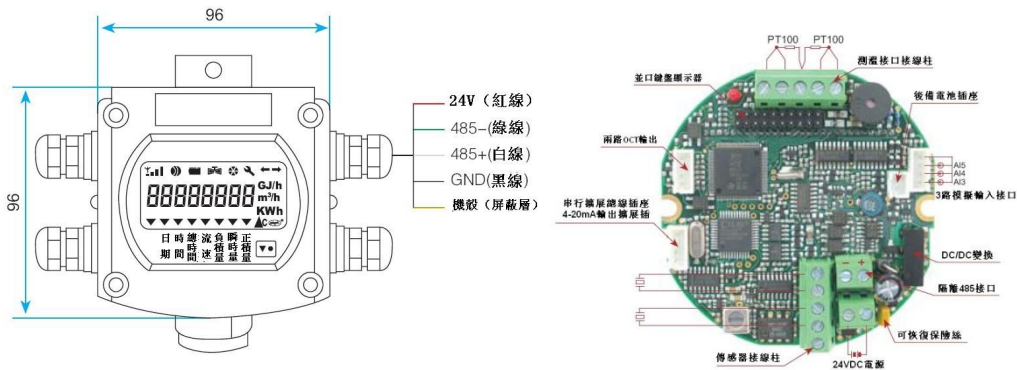 96
96
24V（紅線）
485-(綠線)
485+(白線)
GND(黑線)
機殼（屏蔽層）
88888888
GJ/h
m³/h
KWh
日期
時間
總時間
流速
負積量
瞬時量
正積量
PT100 PT100
測溫接口接線柱
並口鍵盤顯示器
後備電池插座
兩路OCT輸出
AI5
AI4
AI3
3路模擬輸入接口
串行擴展總線插座
4-20mA輸出擴展插
DC/DC變換
隔離485接口
可恢復保險絲
傳感器接線柱
24VDC電源